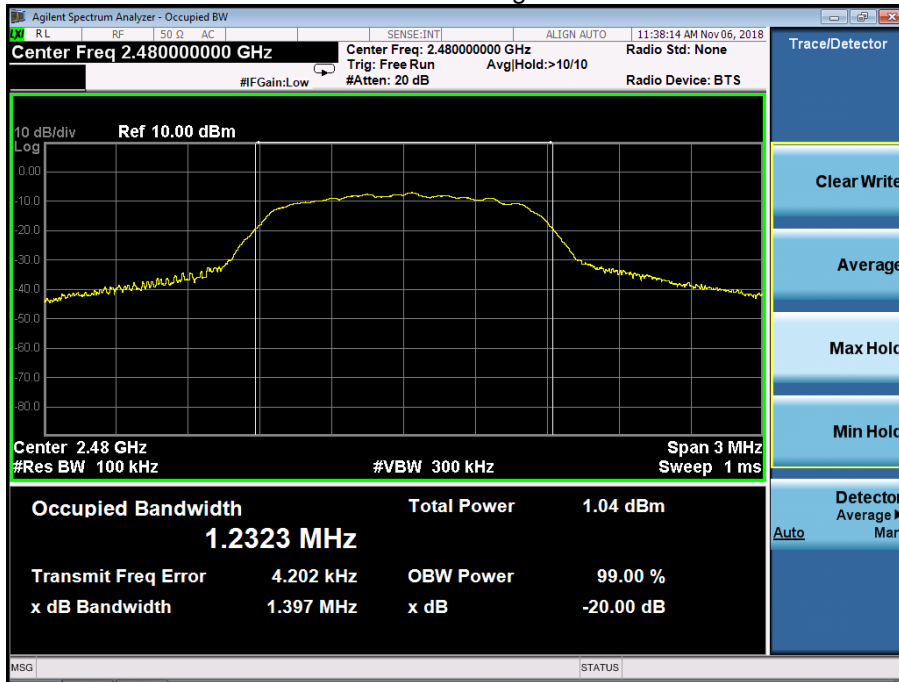 Agilent Spectrum Analyzer - Occupied BW
LXI RL RF 50 Ω AC SENSE:INT ALIGN AUTO 11:38:14 AM Nov 06, 2018
Center Freq 2.480000000 GHz
Center Freq: 2.480000000 GHz Radio Std: None
Trig: Free Run Avg|Hold:>10/10
#IFGain:Low #Atten: 20 dB Radio Device: BTS
10 dB/div Ref 10.00 dBm
Log
0.00
-10.0
-20.0
-30.0
-40.0
-50.0
-60.0
-70.0
-80.0
Center 2.48 GHz Span 3 MHz
#Res BW 100 kHz #VBW 300 kHz Sweep 1 ms
Occupied Bandwidth Total Power 1.04 dBm
1.2323 MHz
Transmit Freq Error 4.202 kHz OBW Power 99.00 %
x dB Bandwidth 1.397 MHz x dB -20.00 dB
MSG STATUS
Trace/Detector
Clear Write
Average
Max Hold
Min Hold
Detector
Average
Auto Man